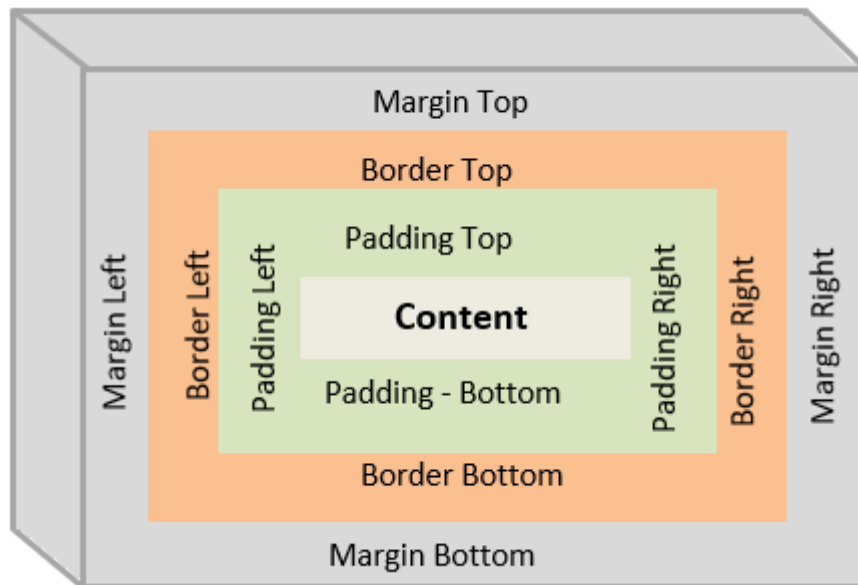 Margin Top
Border Top
Padding Top
Margin Left
Border Left
Padding Left
Content
Padding Right
Border Right
Margin Right
Padding - Bottom
Border Bottom
Margin Bottom